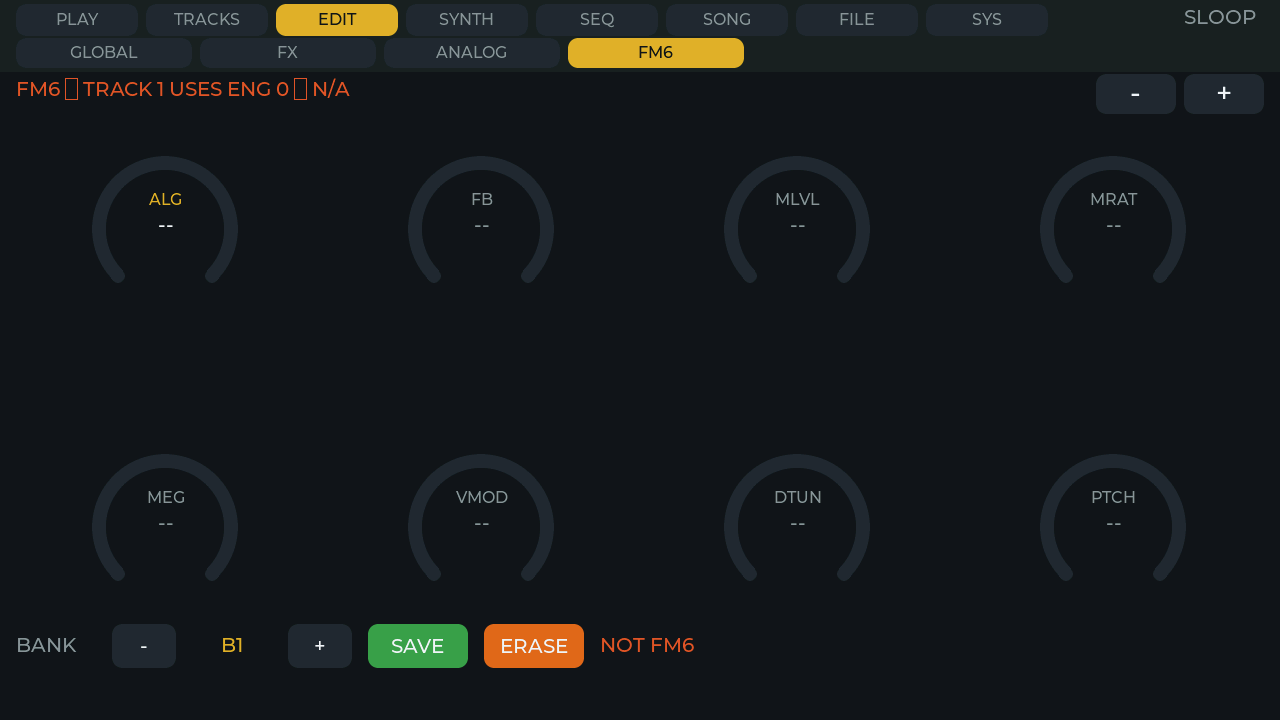 PLAY TRACKS EDIT SYNTH SEQ SONG FILE SYS SLOOP
GLOBAL FX ANALOG FM6
FM6 □ TRACK 1 USES ENG 0 □ N/A - +
ALG FB MLVL MRAT
-- -- -- --
MEG VMOD DTUN PTCH
-- -- -- --
BANK - B1 + SAVE ERASE NOT FM6